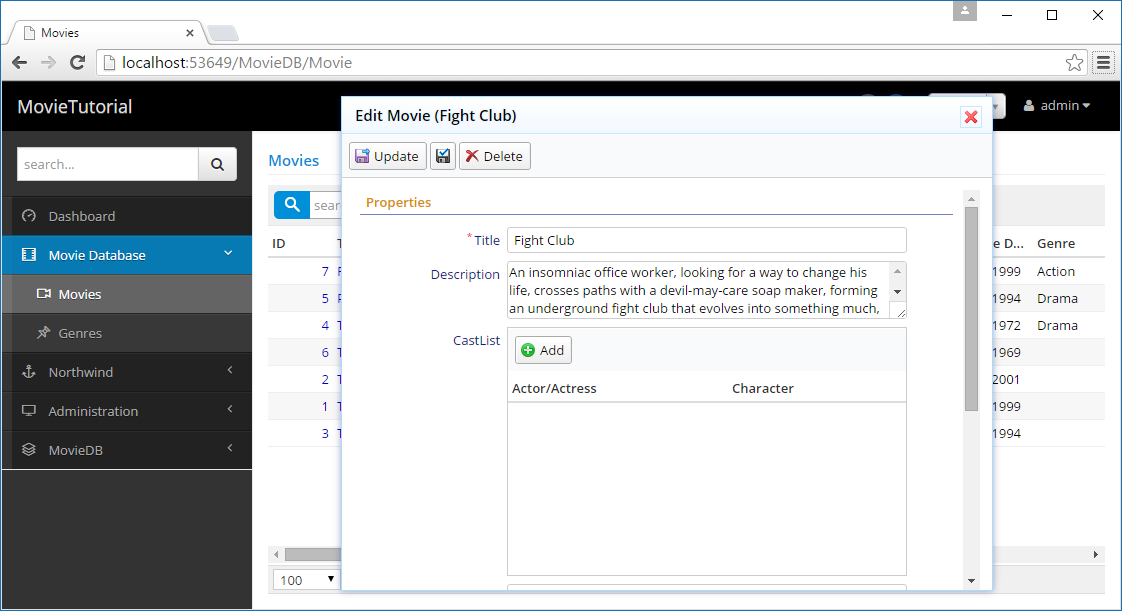 Movies
localhost:53649/MovieDB/Movie
MovieTutorial
admin
search...
Dashboard
Movie Database
Movies
Genres
Northwind
Administration
MovieDB
Movies
sear
ID
e D... Genre
7 1999 Action
5 1994 Drama
4 T 1972 Drama
6 T 1969
2 T 2001
1 T 1999
3 T 1994
100
Edit Movie (Fight Club)
Update
Delete
Properties
*Title Fight Club
Description An insomniac office worker, looking for a way to change his
life, crosses paths with a devil-may-care soap maker, forming
an underground fight club that evolves into something much,
CastList
Add
Actor/Actress Character